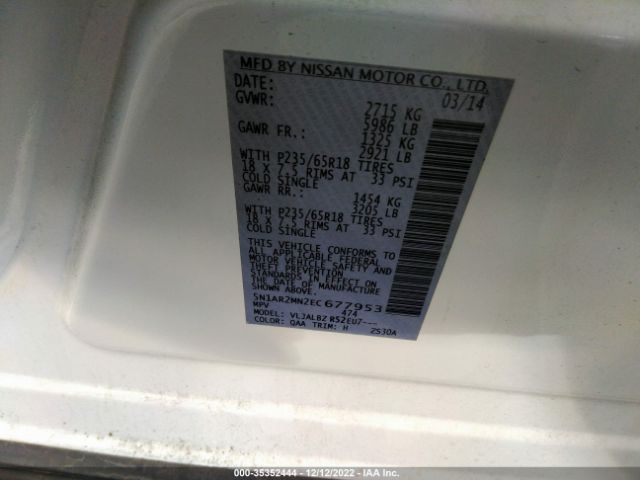 MFD BY NISSAN MOTOR CO., LTD.
DATE: 03/14
GVWR: 2715 KG
5986 LB
GAWR FR.: 1325 KG
2921 LB
WITH P235/65R18 TIRES
18 X 7.5 RIMS AT 33 PSI
COLD SINGLE
GAWR RR.: 1454 KG
3205 LB
WITH P235/65R18 TIRES
18 X 7.5 RIMS AT 33 PSI
COLD SINGLE
THIS VEHICLE CONFORMS TO
ALL APPLICABLE FEDERAL
MOTOR VEHICLE SAFETY AND
THEFT PREVENTION
STANDARDS IN EFFECT ON
THE DATE OF MANUFACTURE
SHOWN ABOVE.
5N1AR2MN2EC677953
MPV 474
MODEL: VLJALBZ R52EU7---
COLOR: QAA TRIM: H ZS30A
000-35352444 - 12/12/2022 - IAA Inc.